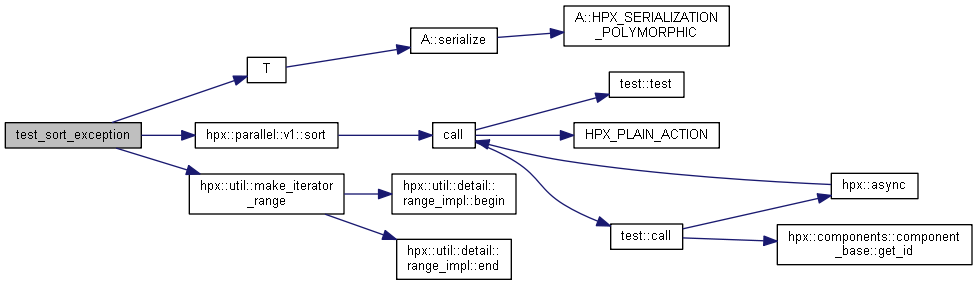 A::HPX_SERIALIZATION
_POLYMORPHIC
A::serialize
T
test::test
test_sort_exception
hpx::parallel::v1::sort
call
HPX_PLAIN_ACTION
hpx::util::make_iterator
_range
hpx::util::detail::
range_impl::begin
hpx::async
test::call
hpx::components::component
_base::get_id
hpx::util::detail::
range_impl::end